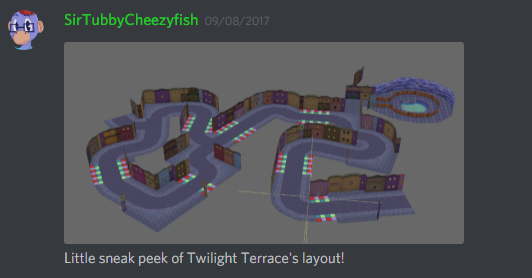 SirTubbyCheezyfish 09/08/2017
Little sneak peek of Twilight Terrace's layout!